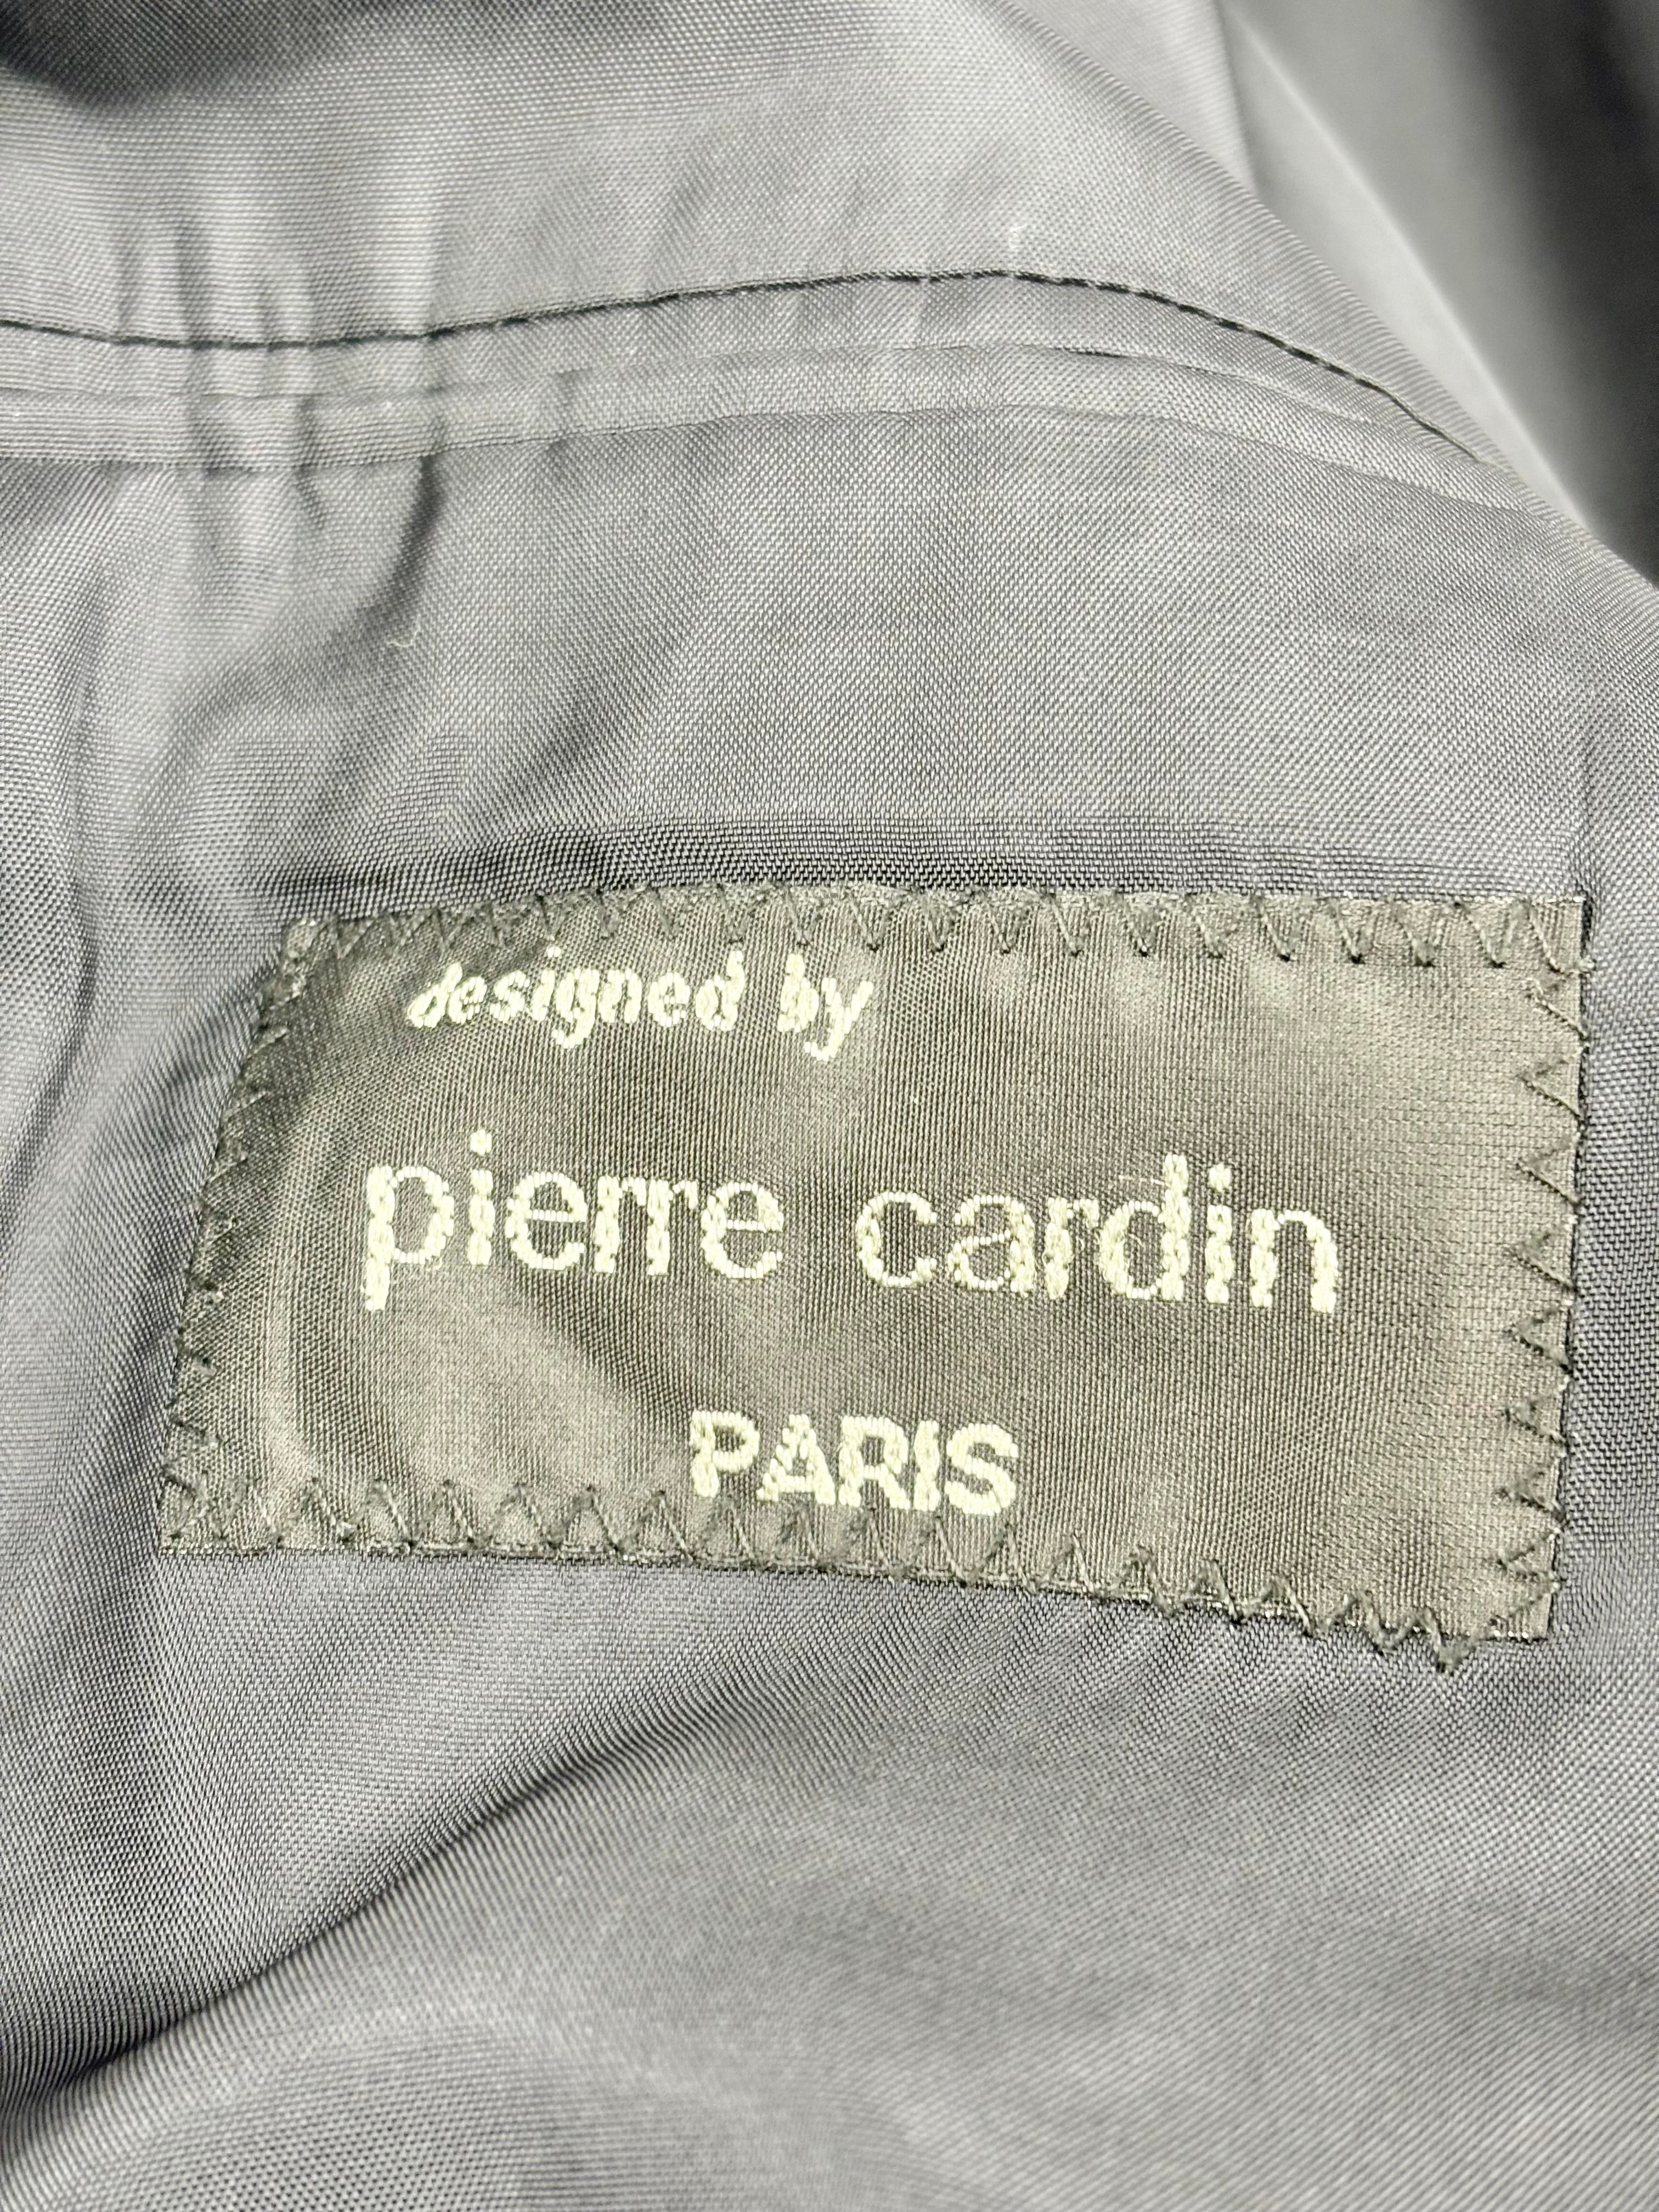 designed by
pierre cardin
PARIS